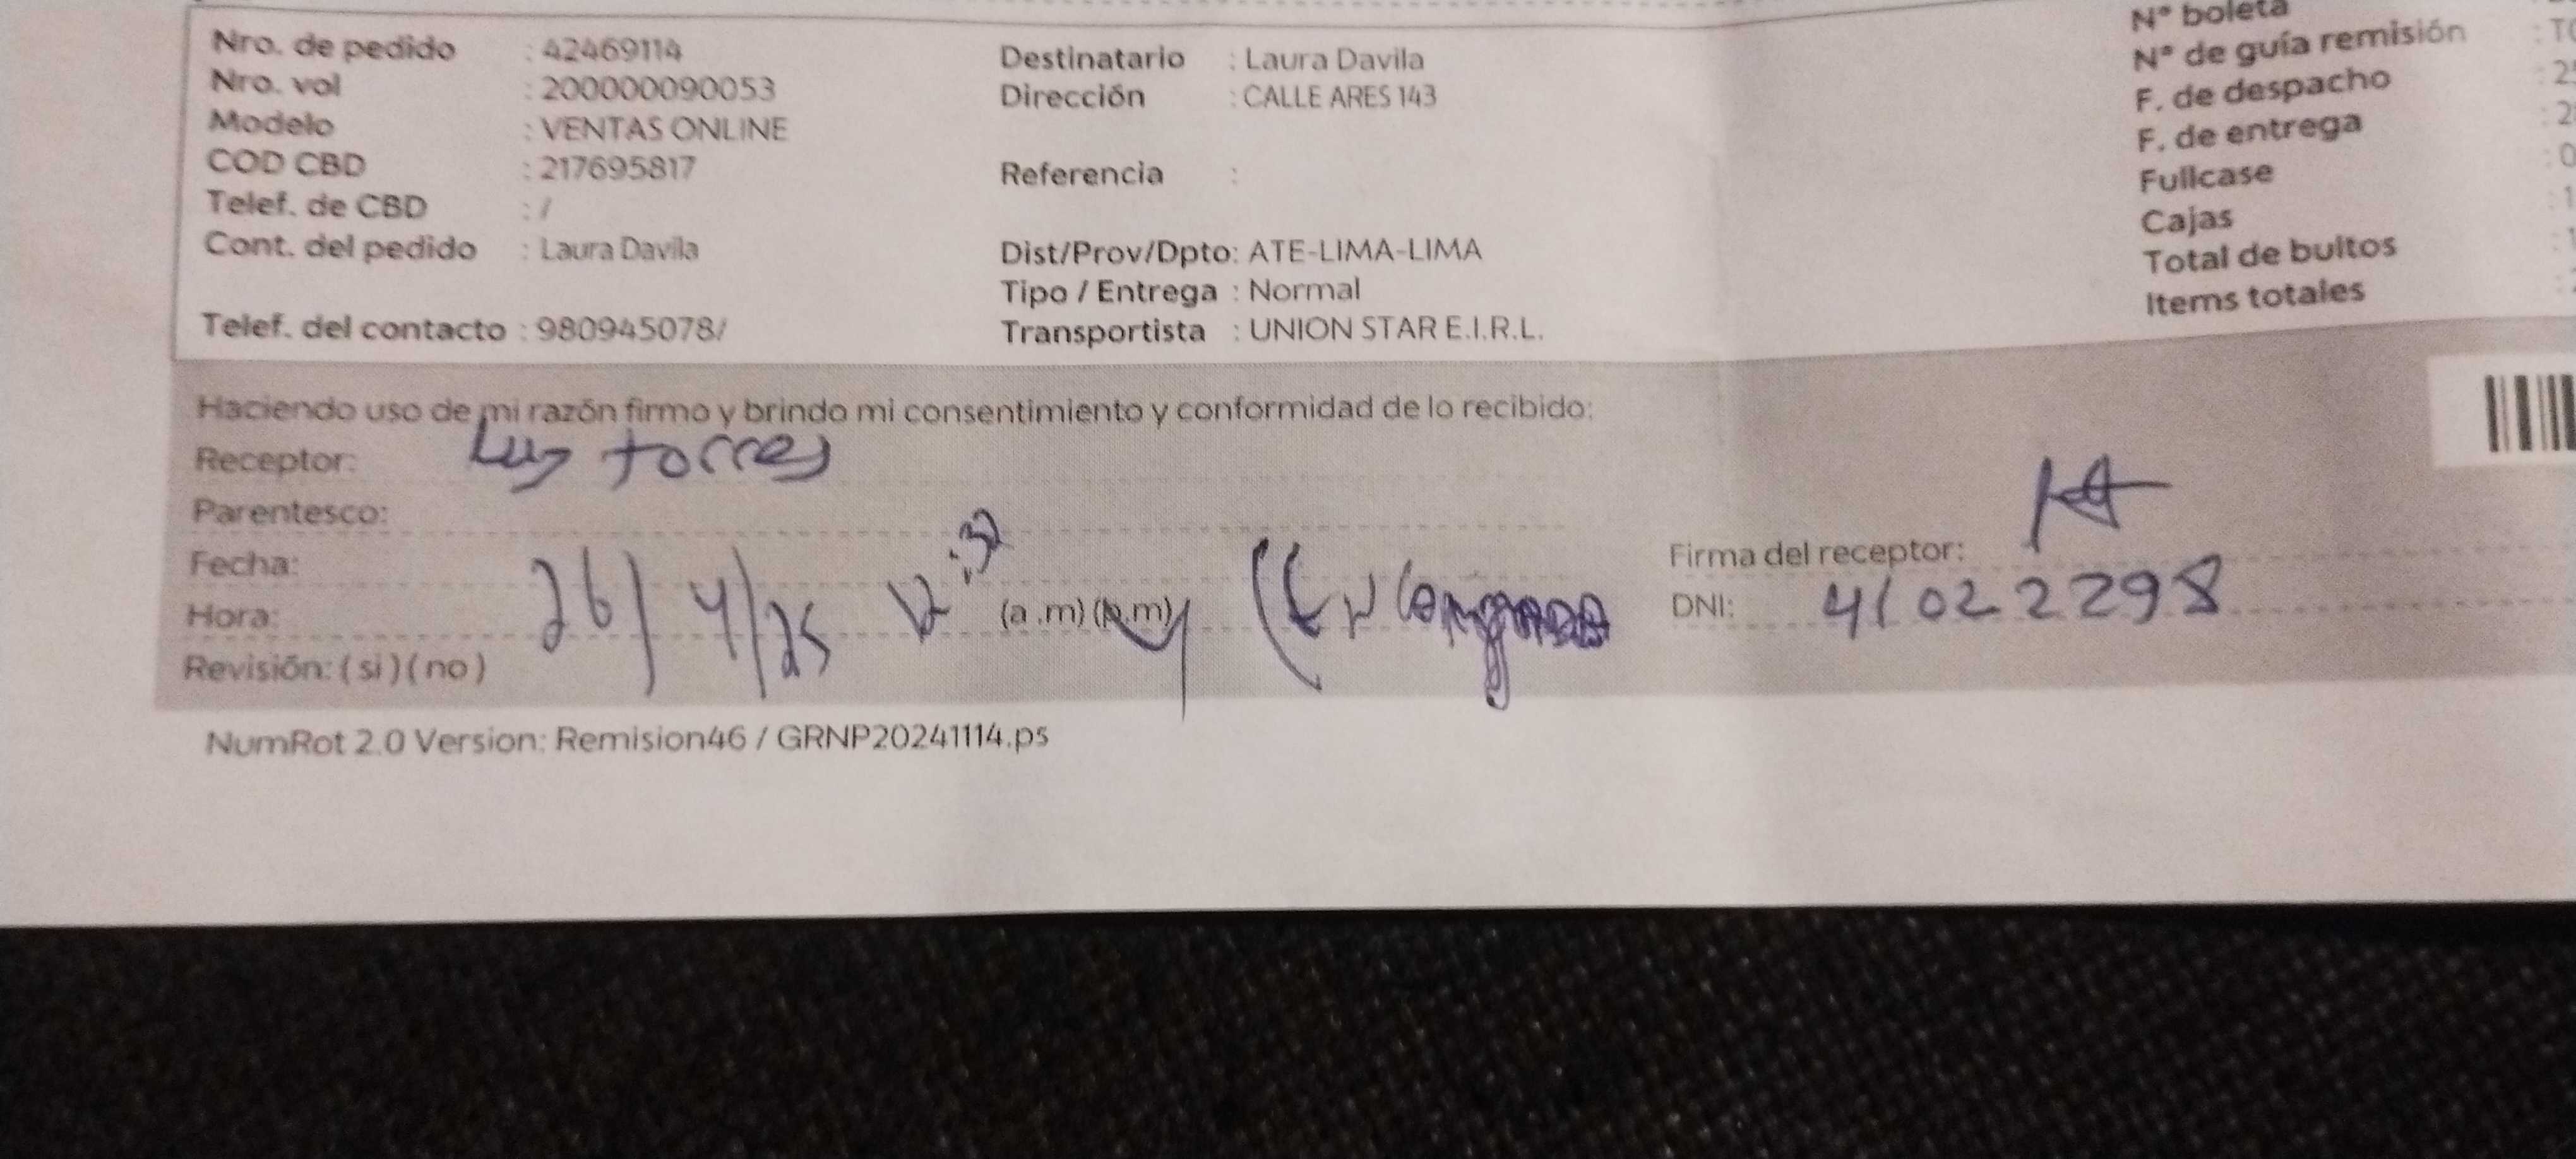 Nro. de pedido : 42469114
Nro. vol : 200000090053
Modelo : VENTAS ONLINE
COD CBD : 217695817
Telef. de CBD : /
Cont. del pedido : Laura Davila
Telef. del contacto : 980945078/
Destinatario : Laura Davila
Dirección : CALLE ARES 143
Referencia :
Dist/Prov/Dpto: ATE-LIMA-LIMA
Tipo / Entrega : Normal
Transportista : UNION STAR E.I.R.L.
N° boleta
N° de guía remisión
F. de despacho
F. de entrega
Fullcase
Cajas
Total de bultos
Items totales
Haciendo uso de mi razón firmo y brindo mi consentimiento y conformidad de lo recibido:
Receptor: Luz torres
Parentesco:
Fecha: 26/4/25
Hora: 12:32 (a .m) (p.m)
Revisión: ( si ) ( no )
Firma del receptor:
DNI: 41022298
NumRot 2.0 Version: Remision46 / GRNP20241114.ps